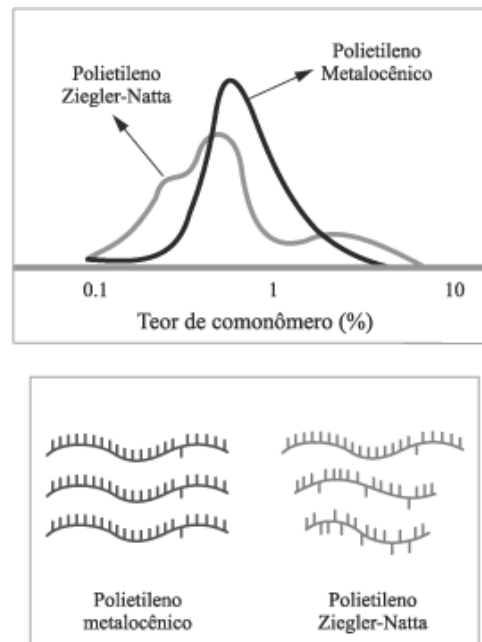 Polietileno
Metalocênico
Polietileno
Ziegler-Natta
0.1 1 10
Teor de comonômero (%)
Polietileno
metalocênico
Polietileno
Ziegler-Natta